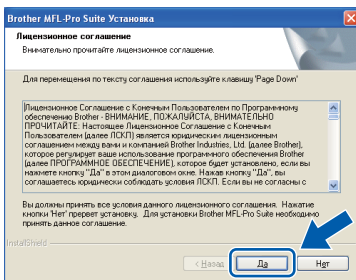 Brother MFL-Pro Suite Установка
Лицензионное соглашение
Внимательно прочитайте лицензионное соглашение.
Для перемещения по тексту соглашения используйте клавишу 'Page Down'
Лицензионное Соглашение с Конечным Пользователем по Программному
обеспечению Brother - ВНИМАНИЕ, ПОЖАЛУЙСТА, ВНИМАТЕЛЬНО
ПРОЧИТАЙТЕ: Настоящее Лицензионное Соглашение с Конечным
Пользователем (далее ЛСКП) является юридическим лицензионным
соглашением между вами и компанией Brother Industries, Ltd. (далее Brother),
которое регулирует ваше использование программного обеспечения Brother
(далее ПРОГРАММНОЕ ОБЕСПЕЧЕНИЕ), которое будет установлено, если вы
нажмете кнопку "Да" в этом диалоговом окне. Нажав кнопку "Да", вы
соглашаетесь юридически соблюдать условия ЛСКП. Если вы не согласны с
Вы должны принять все условия данного лицензионного соглашения. Нажатие
кнопки 'Нет' прервет установку. Для установки Brother MFL-Pro Suite необходимо
принять данное соглашение.
InstallShield
< Назад
Да
Нет